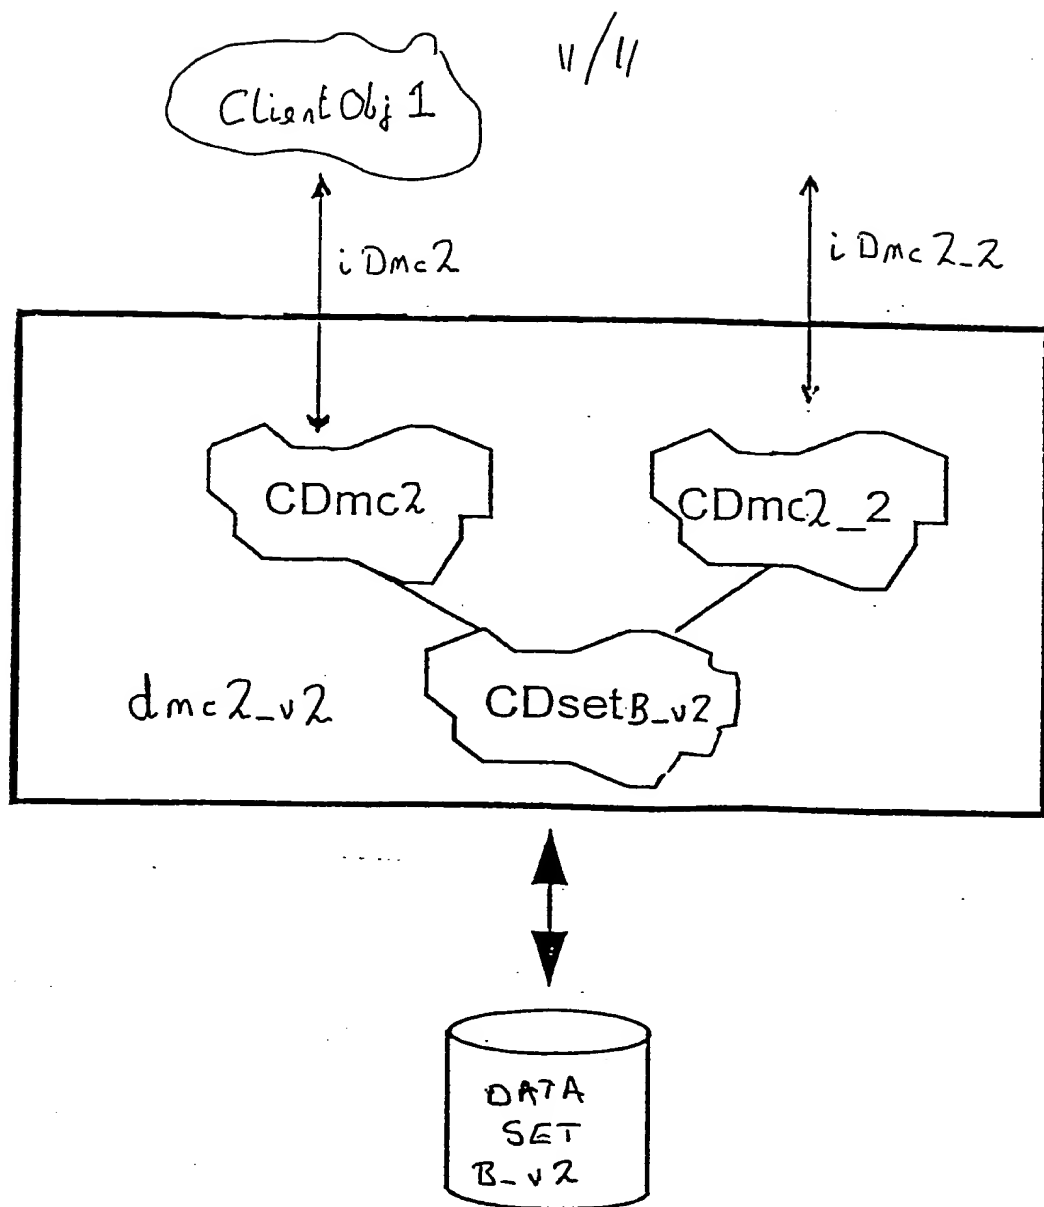 11/11
ClientObj 1
iDmc2
iDmc2_2
CDmc2
CDmc2_2
dmc2_v2
CDsetB_v2
DATA
SET
B_v2